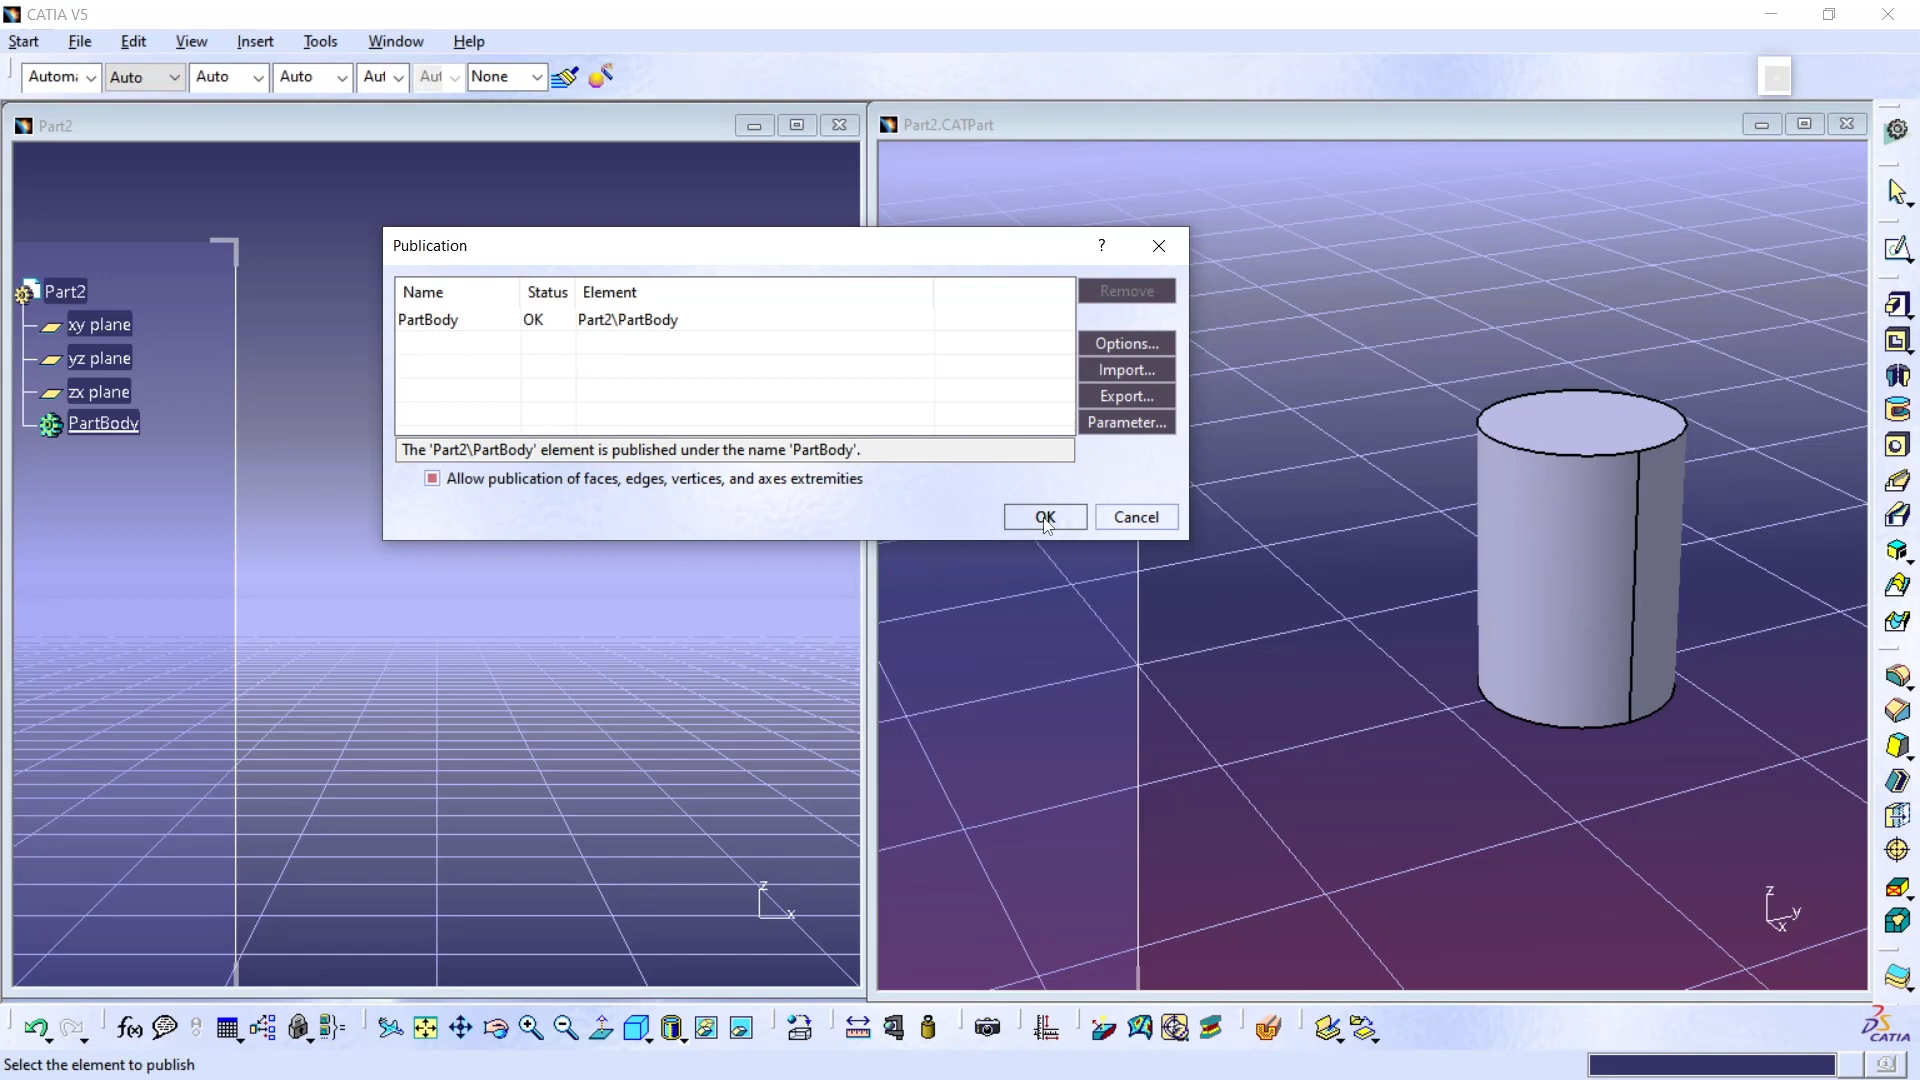 CATIA V5
Start File Edit View Insert Tools Window Help
Auto Auto Auto Aut Aut None
Part2
Part2.CATPart
Part2
xy plane
yz plane
zx plane
PartBody
Publication ?
Name Status Element
PartBody OK Part2\PartBody
Remove
Options...
Import...
Export...
Parameter...
The 'Part2\PartBody' element is published under the name 'PartBody'.
Allow publication of faces, edges, vertices, and axes extremities
OK Cancel
z
x
z
y
x
f(x)
CATIA
Select the element to publish